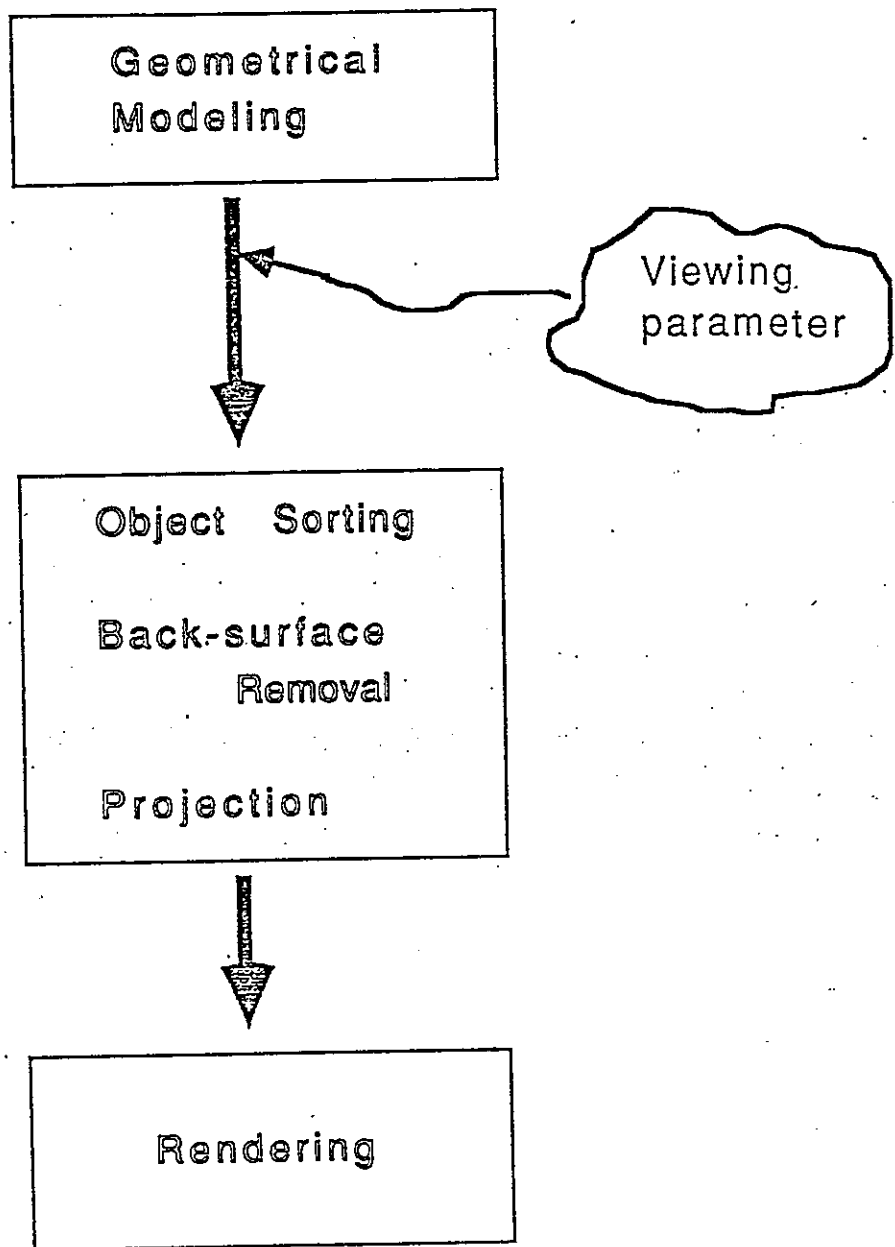 Geometrical
Modeling
Viewing
parameter
Object Sorting
Back-surface
Removal
Projection
Rendering